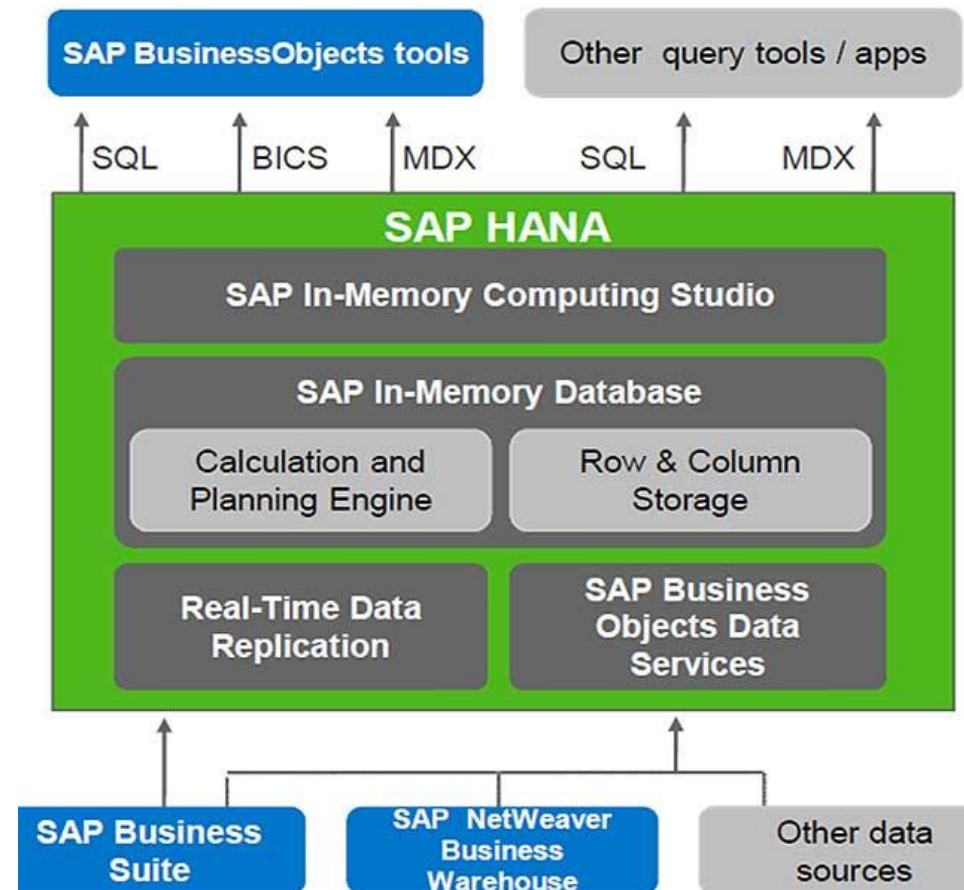 SAP BusinessObjects tools
Other query tools / apps
SQL
BICS
MDX
SQL
MDX
SAP HANA
SAP In-Memory Computing Studio
SAP In-Memory Database
Calculation and
Planning Engine
Row & Column
Storage
Real-Time Data
Replication
SAP Business
Objects Data
Services
SAP Business
Suite
SAP NetWeaver
Business
Warehouse
Other data
sources